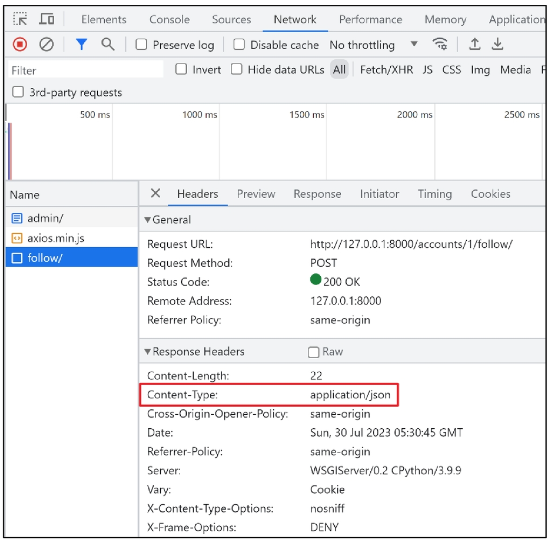 Elements Console Sources Network Performance Memory Application
Preserve log Disable cache No throttling
Filter Invert Hide data URLs All Fetch/XHR JS CSS Img Media
3rd-party requests
500 ms 1000 ms 1500 ms 2000 ms 2500 ms
Name Headers Preview Response Initiator Timing Cookies
admin/
axios.min.js
follow/
General
Request URL: http://127.0.0.1:8000/accounts/1/follow/
Request Method: POST
Status Code: 200 OK
Remote Address: 127.0.0.1:8000
Referrer Policy: same-origin
Response Headers Raw
Content-Length: 22
Content-Type: application/json
Cross-Origin-Opener-Policy: same-origin
Date: Sun, 30 Jul 2023 05:30:45 GMT
Referrer-Policy: same-origin
Server: WSGIServer/0.2 CPython/3.9.9
Vary: Cookie
X-Content-Type-Options: nosniff
X-Frame-Options: DENY